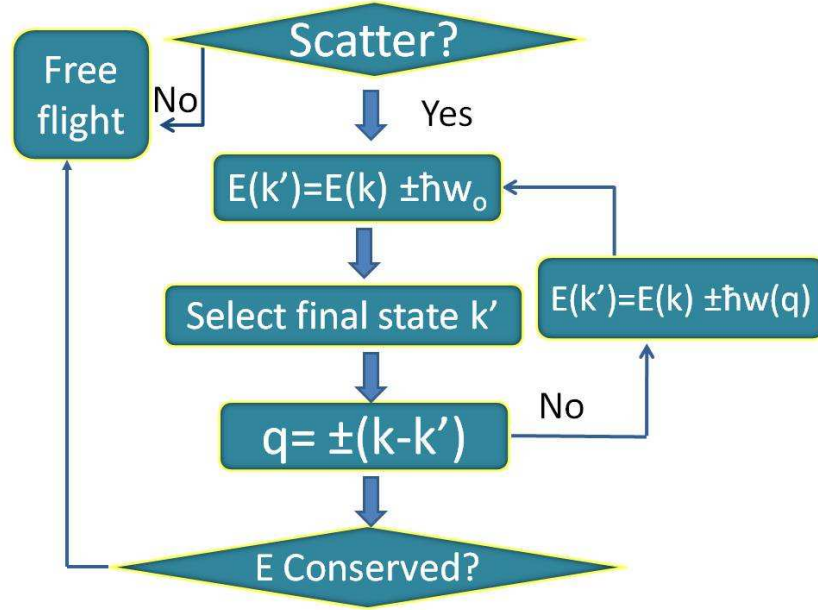 Scatter?
Free
flight
No
Yes
E(k’)=E(k) ±ħwₒ
E(k’)=E(k) ±ħw(q)
Select final state k’
No
q= ±(k-k’)
E Conserved?